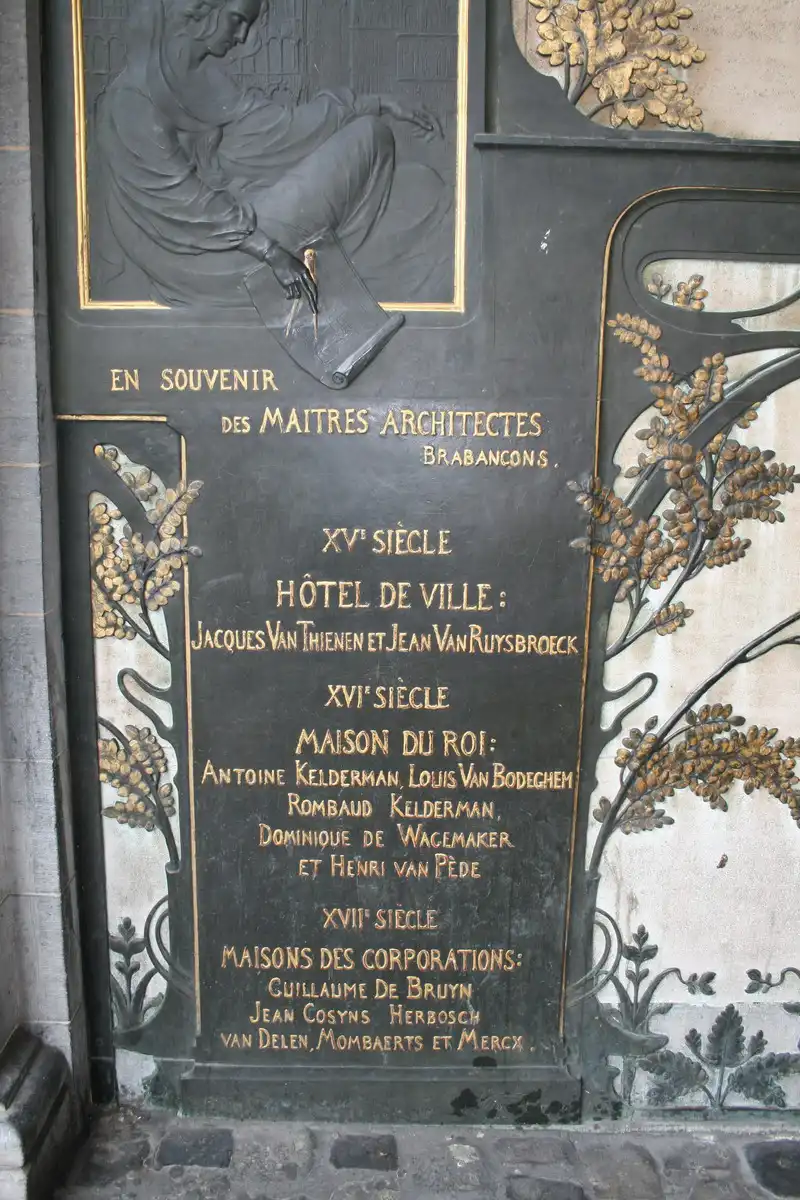 EN SOUVENIR
DES MAITRES ARCHITECTES
BRABANCONS.
XVE SIÈCLE
HÔTEL DE VILLE:
JACQUES VAN THIENEN ET JEAN VAN RUYSBROECK
XVIE SIÈCLE
MAISON DU ROI:
ANTOINE KELDERMAN, LOUIS VAN BODEGHEM
ROMBAUD KELDERMAN,
DOMINIQUE DE WAGEMAKER
ET HENRI VAN PÈDE
XVIIE SIÈCLE
MAISONS DES CORPORATIONS:
GUILLAUME DE BRUYN
JEAN COSYNS HERBOSCH
VAN DELEN, MOMBAERTS ET MERCX.